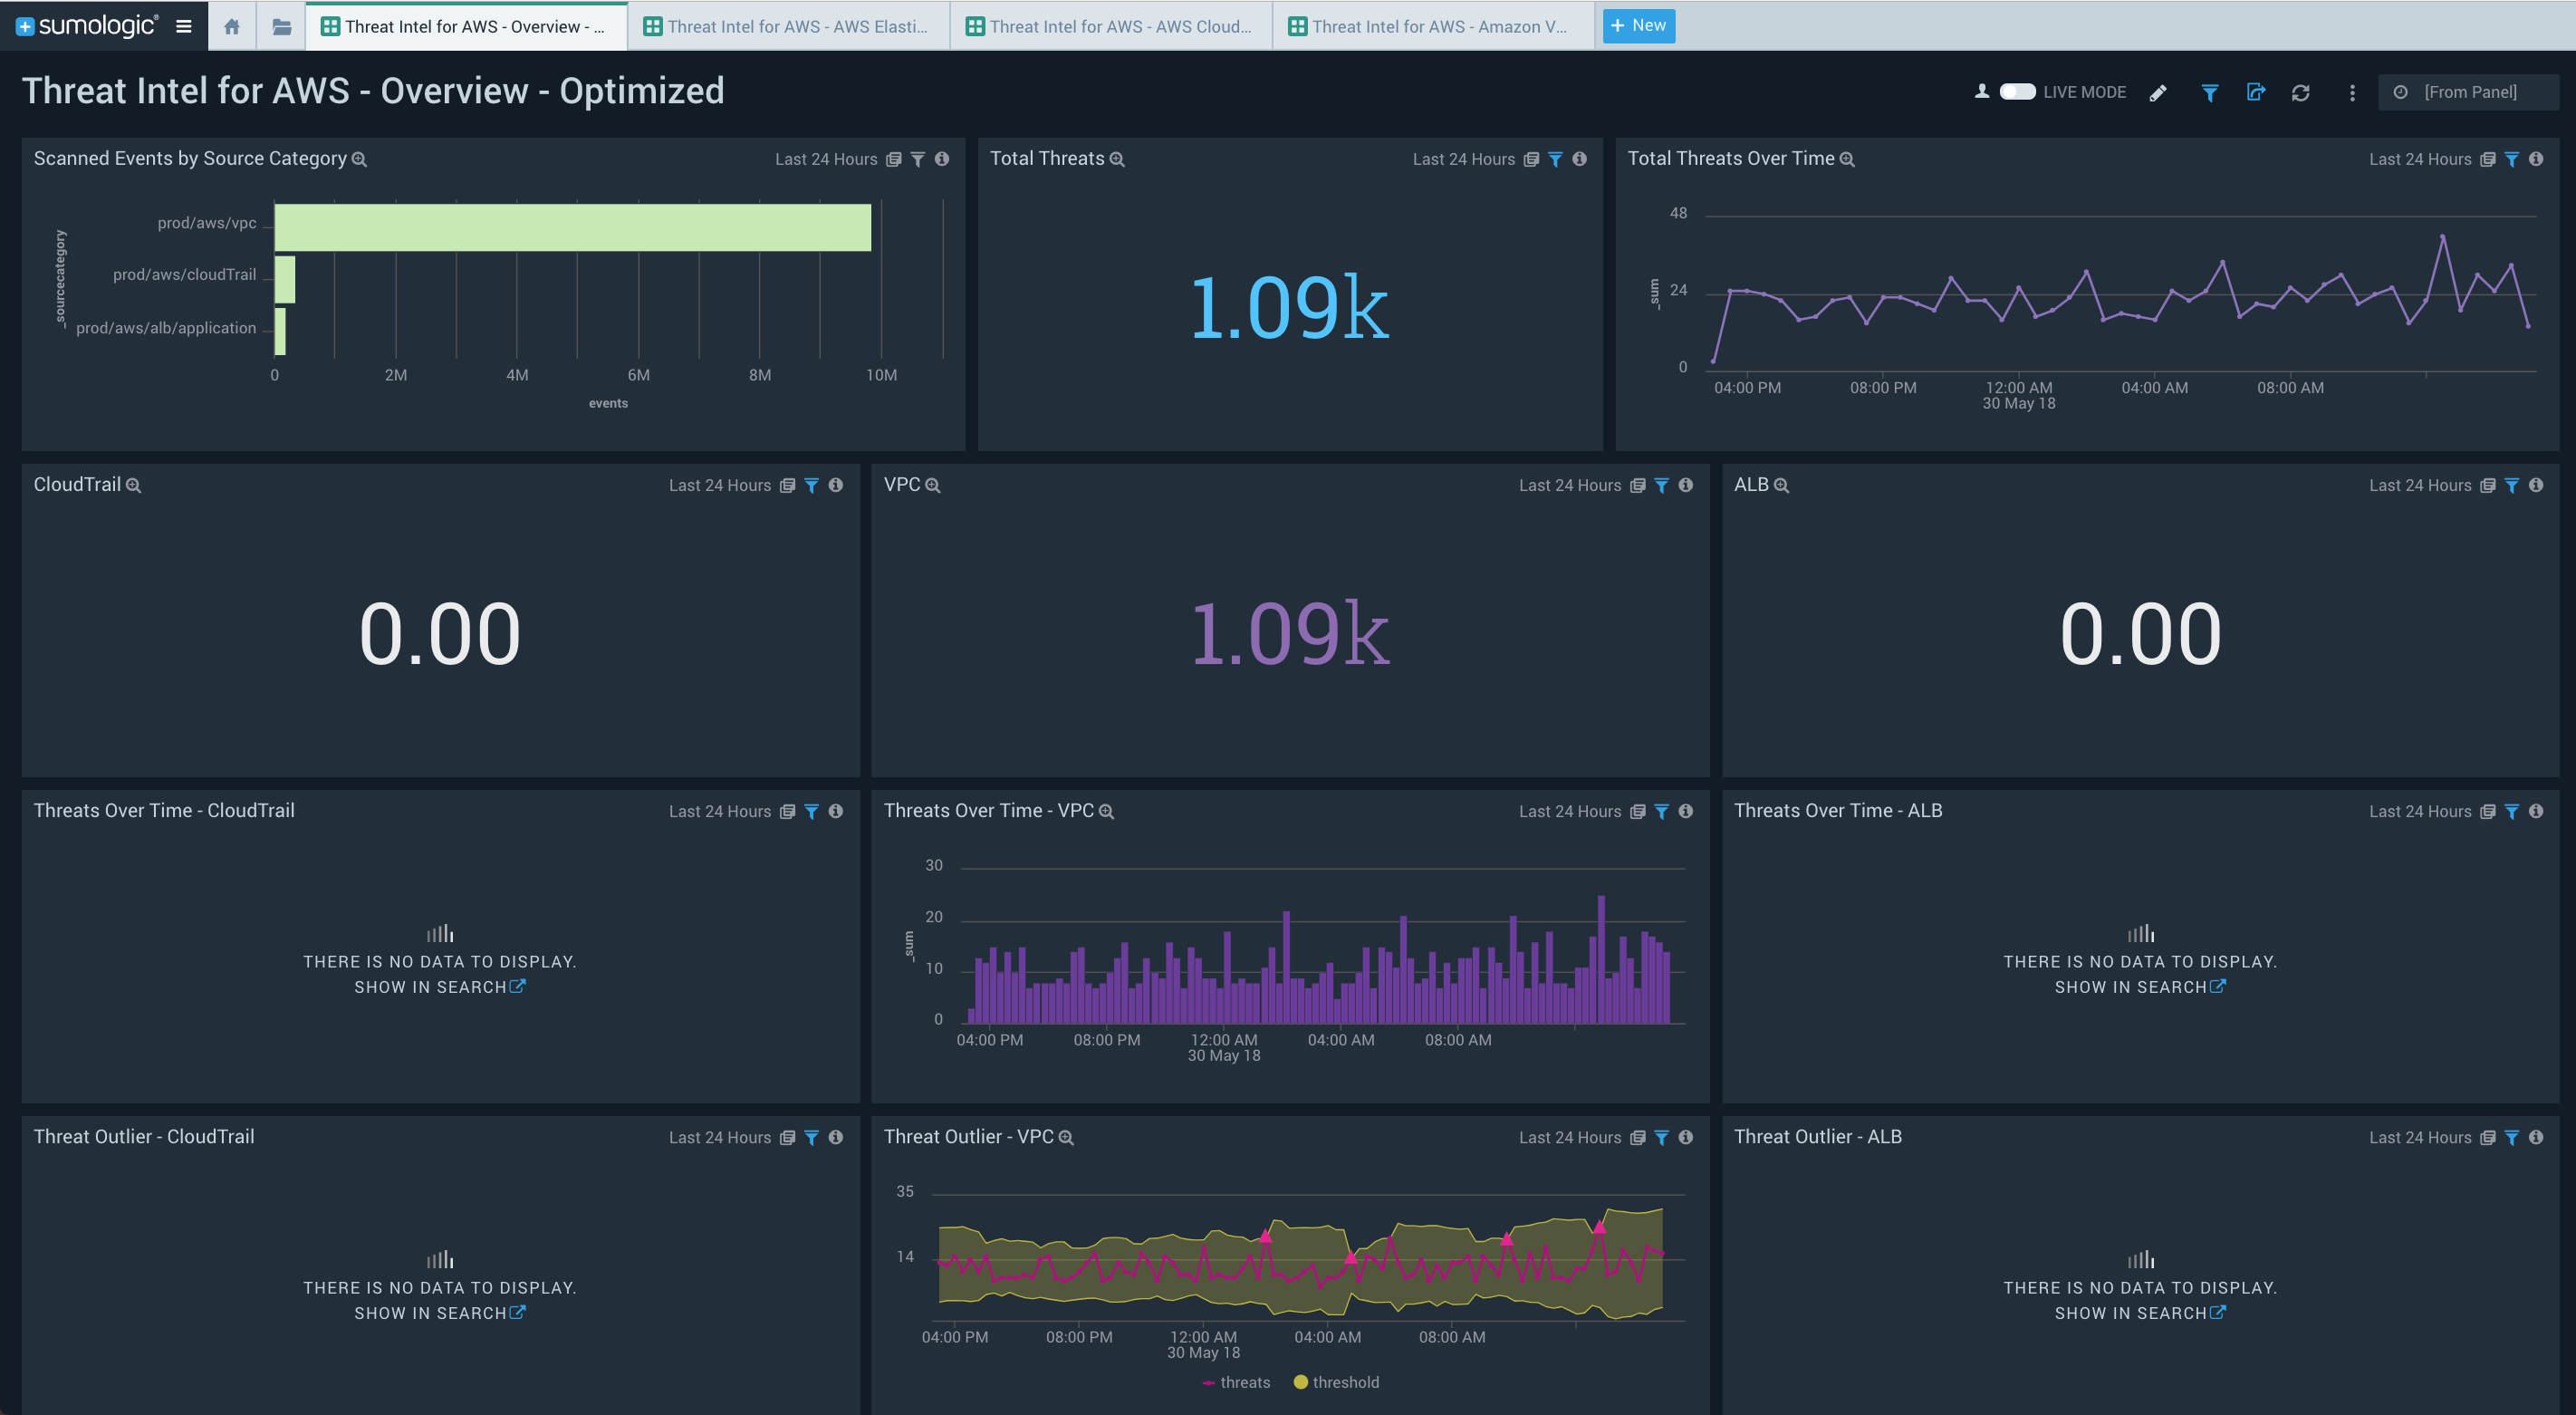 sumologic
Threat Intel for AWS - Overview - ...
Threat Intel for AWS - AWS Elasti...
Threat Intel for AWS - AWS Cloud...
Threat Intel for AWS - Amazon V...
+ New
Threat Intel for AWS - Overview - Optimized
LIVE MODE
[From Panel]
Scanned Events by Source Category
Last 24 Hours
_sourcecategory
prod/aws/vpc
prod/aws/cloudTrail
prod/aws/alb/application
0 2M 4M 6M 8M 10M
events
Total Threats
Last 24 Hours
1.09k
Total Threats Over Time
Last 24 Hours
_sum
48
24
0
04:00 PM 08:00 PM 12:00 AM 04:00 AM 08:00 AM
30 May 18
CloudTrail
Last 24 Hours
0.00
VPC
Last 24 Hours
1.09k
ALB
Last 24 Hours
0.00
Threats Over Time - CloudTrail
Last 24 Hours
THERE IS NO DATA TO DISPLAY.
SHOW IN SEARCH
Threats Over Time - VPC
Last 24 Hours
_sum
30
20
10
0
04:00 PM 08:00 PM 12:00 AM 04:00 AM 08:00 AM
30 May 18
Threats Over Time - ALB
Last 24 Hours
THERE IS NO DATA TO DISPLAY.
SHOW IN SEARCH
Threat Outlier - CloudTrail
Last 24 Hours
THERE IS NO DATA TO DISPLAY.
SHOW IN SEARCH
Threat Outlier - VPC
Last 24 Hours
35
14
04:00 PM 08:00 PM 12:00 AM 04:00 AM 08:00 AM
30 May 18
threats threshold
Threat Outlier - ALB
Last 24 Hours
THERE IS NO DATA TO DISPLAY.
SHOW IN SEARCH